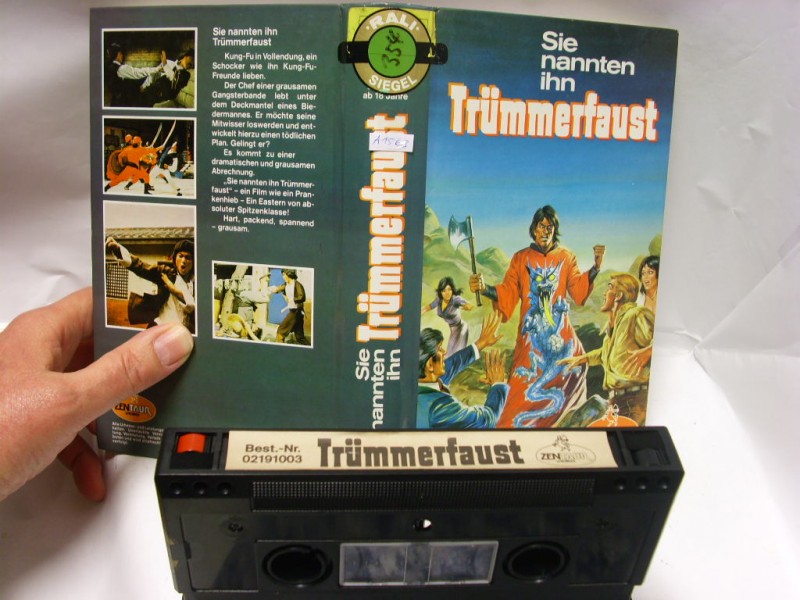 Sie nannten ihn
Trümmerfaust
Kung-Fu in Vollendung, ein
Schocker wie ihn Kung-Fu-
Freunde lieben.
Der Chef einer grausamen
Gangsterbande lebt unter
dem Deckmantel eines Bie-
dermannes. Er möchte seine
Mitwisser loswerden und ent-
wickelt hierzu einen tödlichen
Plan. Gelingt er?
Es kommt zu einer
dramatischen und grausamen
Abrechnung.
„Sie nannten ihn Trümmer-
faust“ – ein Film wie ein Pran-
kenhieb – Ein Eastern von ab-
soluter Spitzenklasse!
Hart, packend, spannend
– grausam.
RALI
354
SIEGEL
ab 16 Jahre
Sie
nannten
ihn
Trümmerfaust
Sie
nannten
ihn
Trümmerfaust
Best.-Nr.
02191003
Trümmerfaust